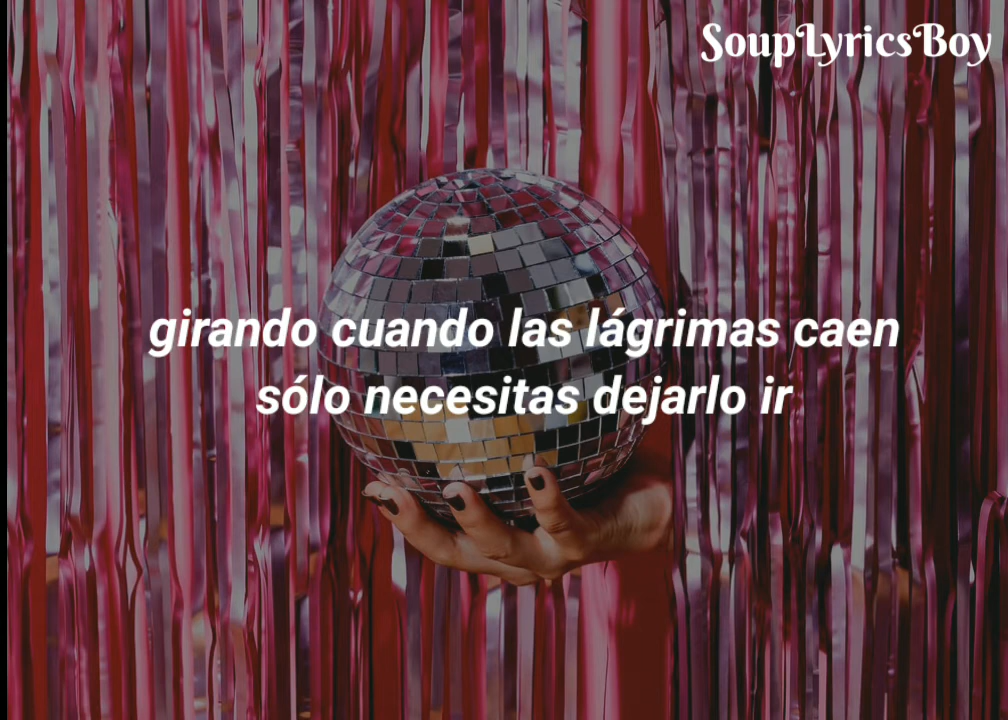 SoupLyricsBoy
girando cuando las lágrimas caen
sólo necesitas dejarlo ir